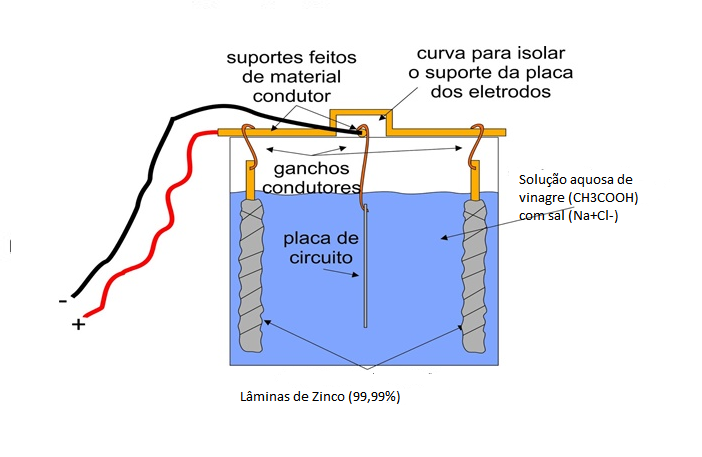 suportes feitos
de material
condutor
curva para isolar
o suporte da placa
dos eletrodos
ganchos
condutores
Solução aquosa de
vinagre (CH3COOH)
com sal (Na+Cl-)
placa de
circuito
-
+
Lâminas de Zinco (99,99%)